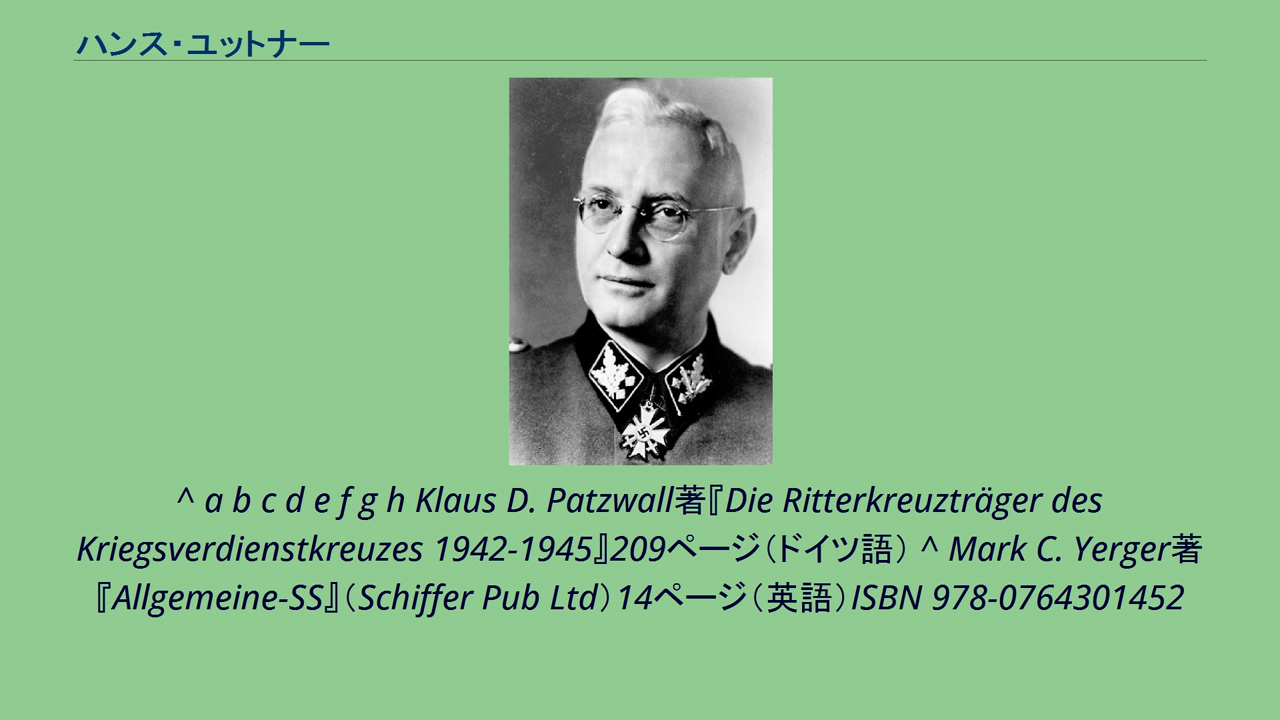 ハンス・ユットナー
^ a b c d e f g h Klaus D. Patzwall著『Die Ritterkreuzträger des
Kriegsverdienstkreuzes 1942-1945』209ページ（ドイツ語） ^ Mark C. Yerger著
『Allgemeine-SS』（Schiffer Pub Ltd）14ページ（英語）ISBN 978-0764301452